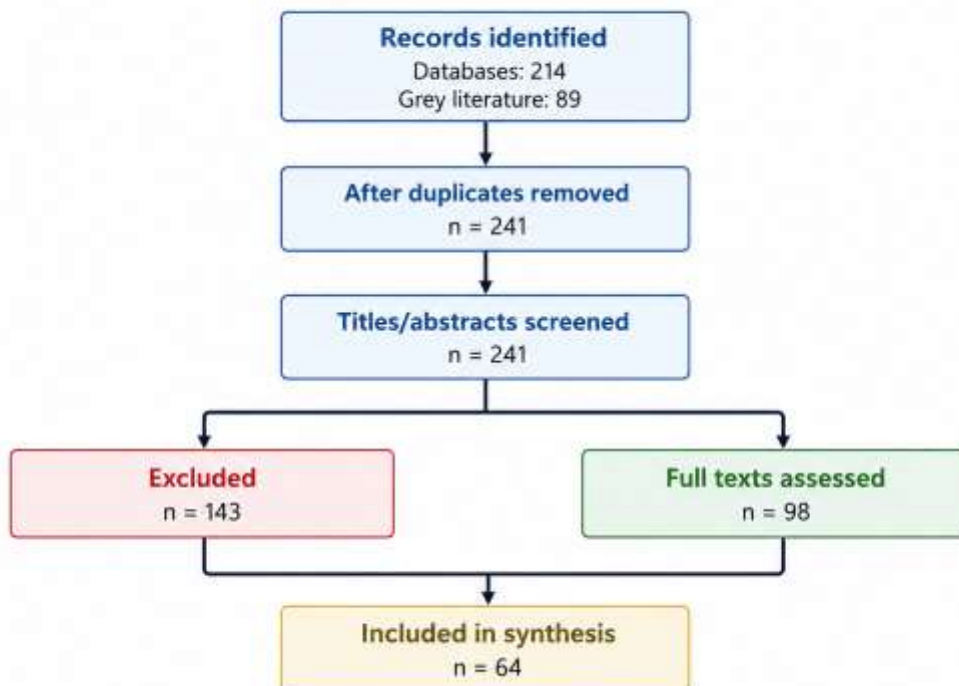 Records identified
Databases: 214
Grey literature: 89
After duplicates removed
n = 241
Titles/abstracts screened
n = 241
Excluded
n = 143
Full texts assessed
n = 98
Included in synthesis
n = 64